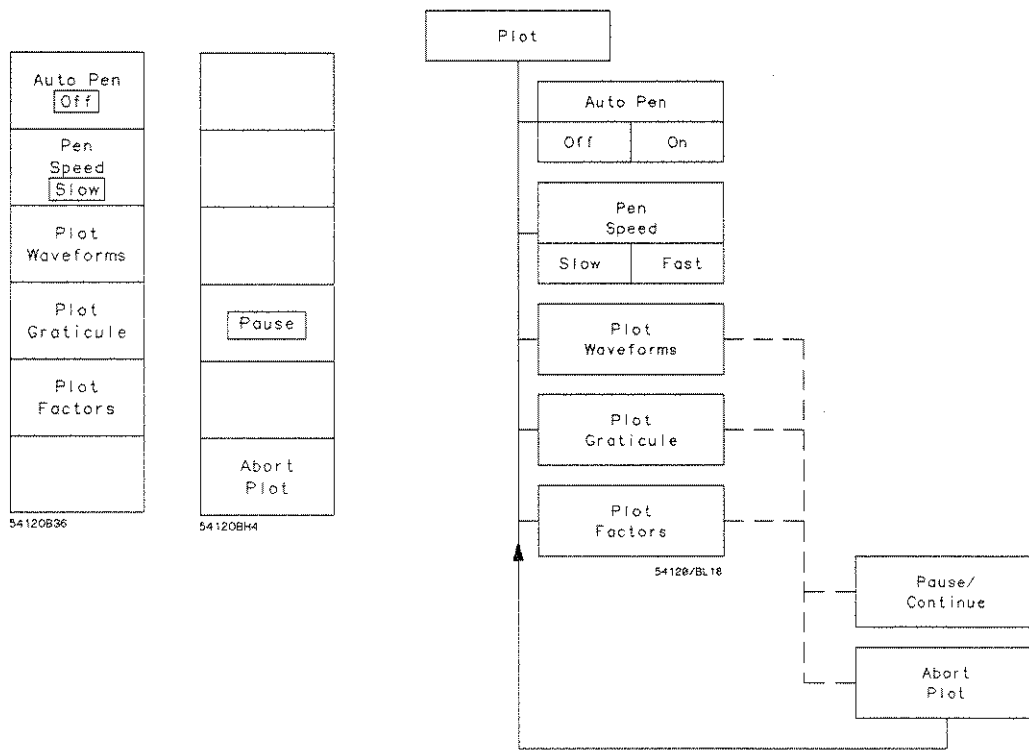 Auto Pen
Off
Pen
Speed
Slow
Plot
Waveforms
Plot
Graticule
Plot
Factors
54120B36
Pause
Abort
Plot
54120BH4
Plot
Auto Pen
Off On
Pen
Speed
Slow Fast
Plot
Waveforms
Plot
Graticule
Plot
Factors
54120/BL18
Pause/
Continue
Abort
Plot